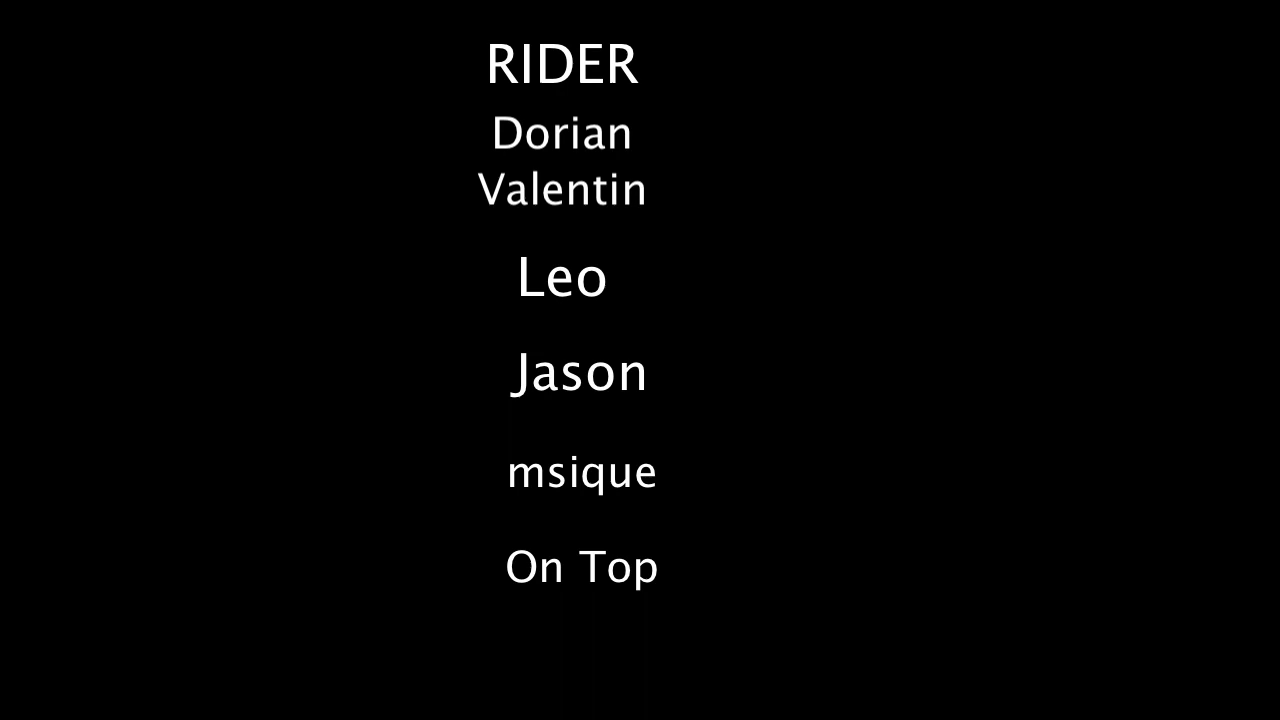 RIDER
Dorian
Valentin
Leo
Jason
msique
On Top